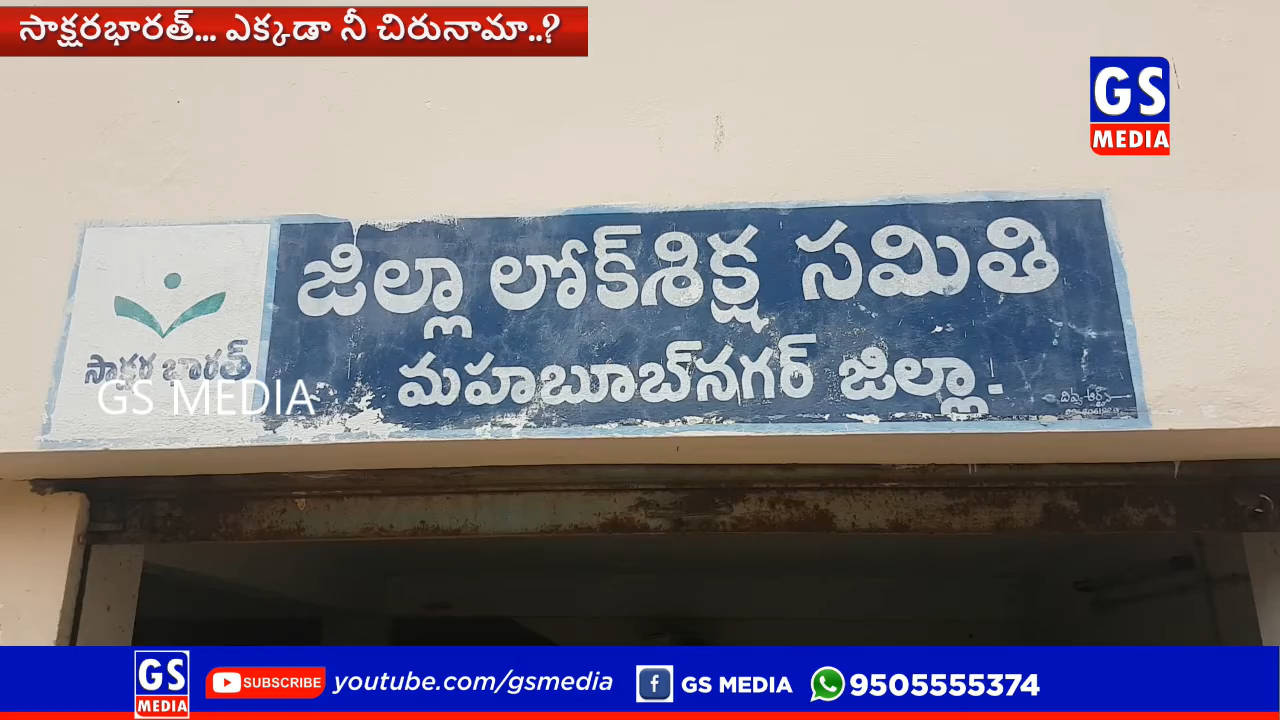 సాక్షరభారత్... ఎక్కడా నీ చిరునామా..?
GS
MEDIA
జిల్లా లోక్‌శిక్ష సమితి
మహబూబ్‌నగర్ జిల్లా.
సాక్షర భారత్
GS MEDIA
GS
MEDIA
SUBSCRIBE
youtube.com/gsmedia
GS MEDIA
9505555374